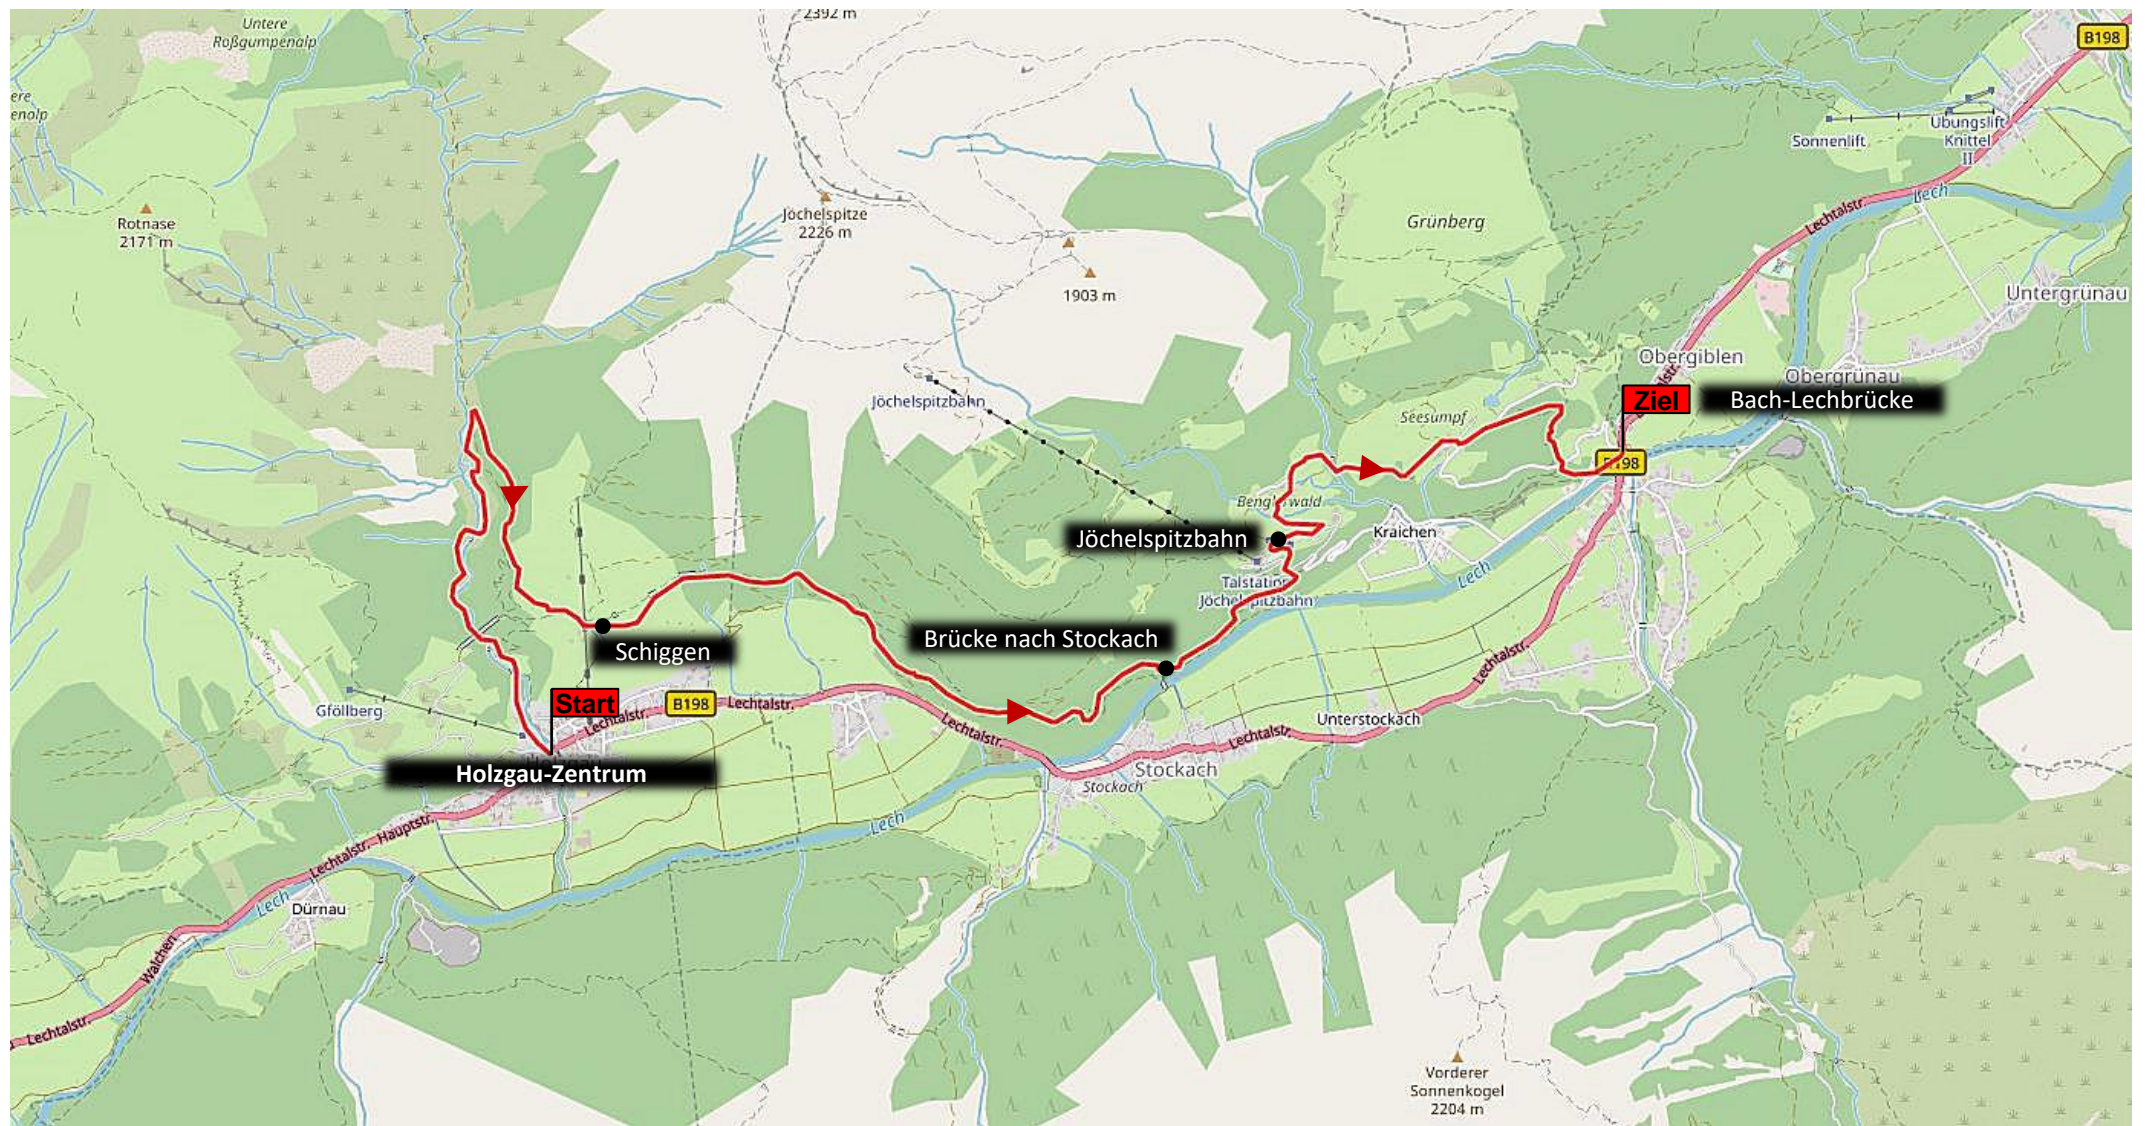 2392 m
Untere
Roßgumpenalp
B198
ere
enalp
Übungslift
Knittel
II
Sonnenlift
Lech
Rotnase
2171 m
Jöchelspitze
2226 m
Grünberg
Lechtalstr.
1903 m
Untergrünau
Obergiblen
Obergrünau
Jöchelspitzbahn
Ziel
Bach-Lechbrücke
Seesumpf
B198
Jöchelspitzbahn
Kraichen
Lech
Talstation
Jöchelspitzbahn
Brücke nach Stockach
Schiggen
Lechtalstr.
Start
B198
Lechtalstr.
Lechtalstr.
Gföllberg
Unterstockach
Lechtalstr.
Lechtalstr.
Holzgau-Zentrum
Stockach
Stockach
Lech
Hauptstr.
Lechtalstr.
Lech
Dürnau
Walchen
Lechtalstr.
Vorderer
Sonnenkogel
2204 m